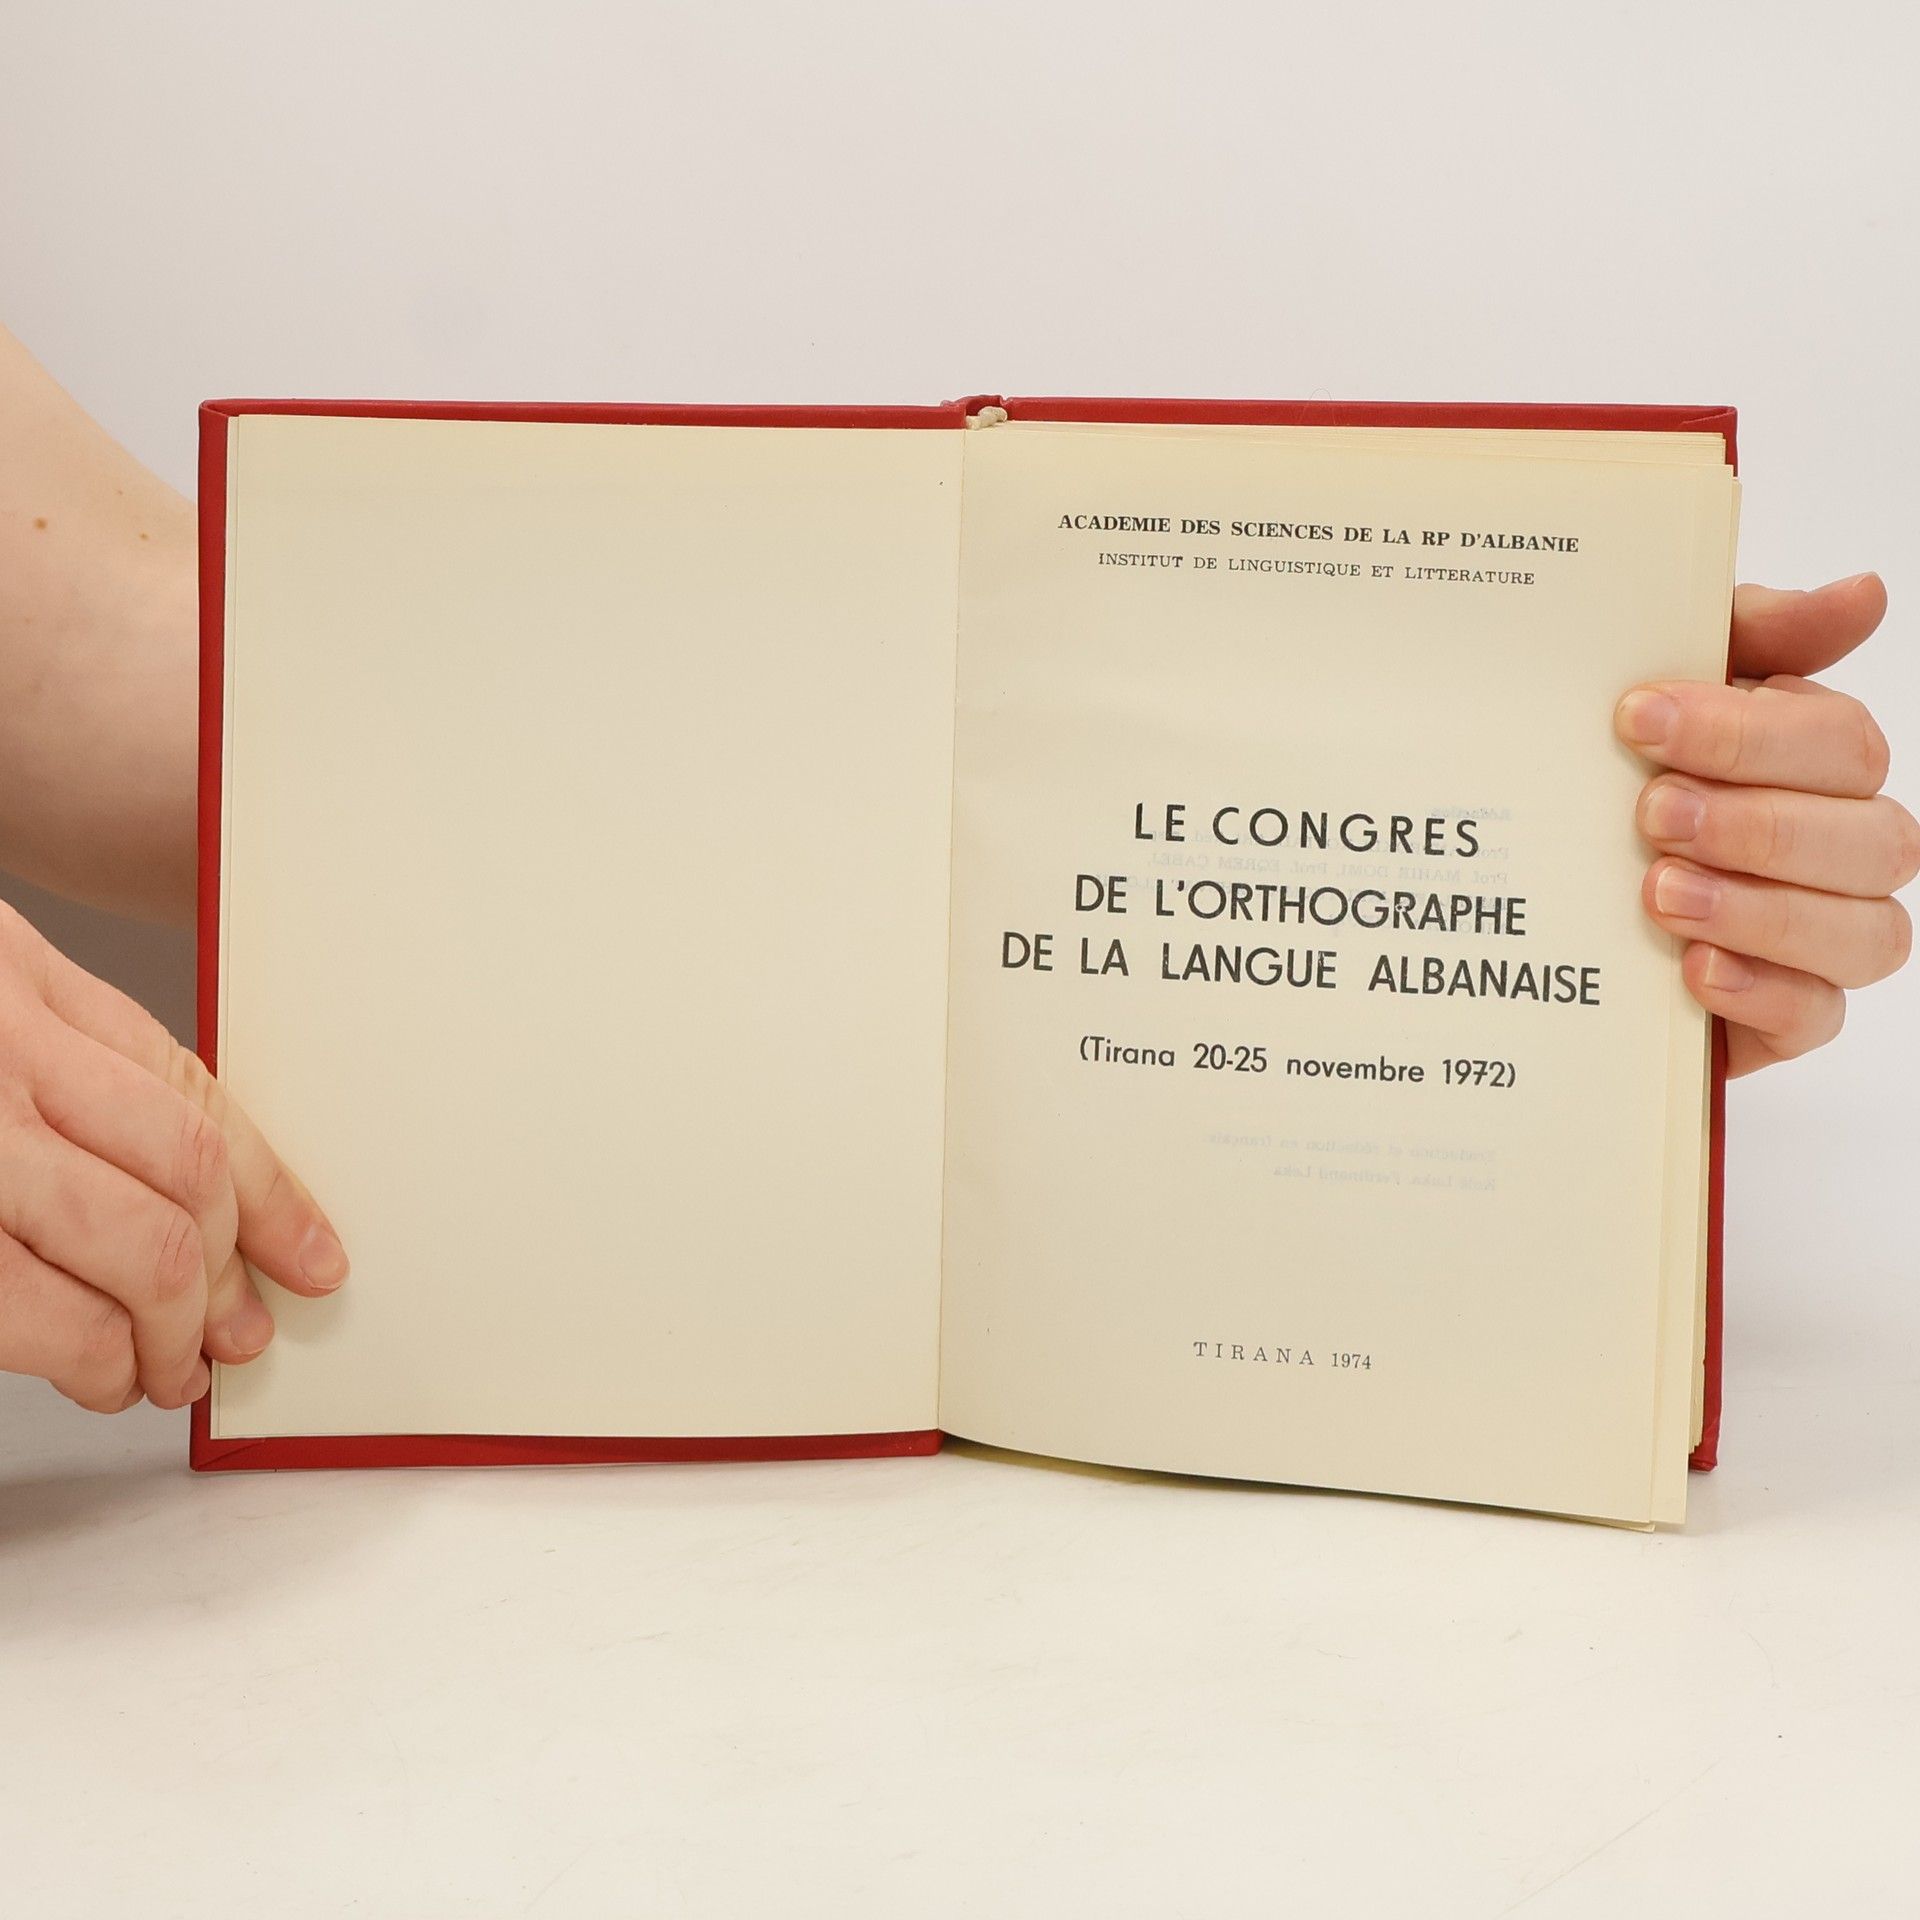 ACADEMIE DES SCIENCES DE LA RP D'ALBANIE
INSTITUT DE LINGUISTIQUE ET LITTERATURE
LE CONGRES
DE L'ORTHOGRAPHE
DE LA LANGUE ALBANAISE
(Tirana 20-25 novembre 1972)
TIRANA 1974